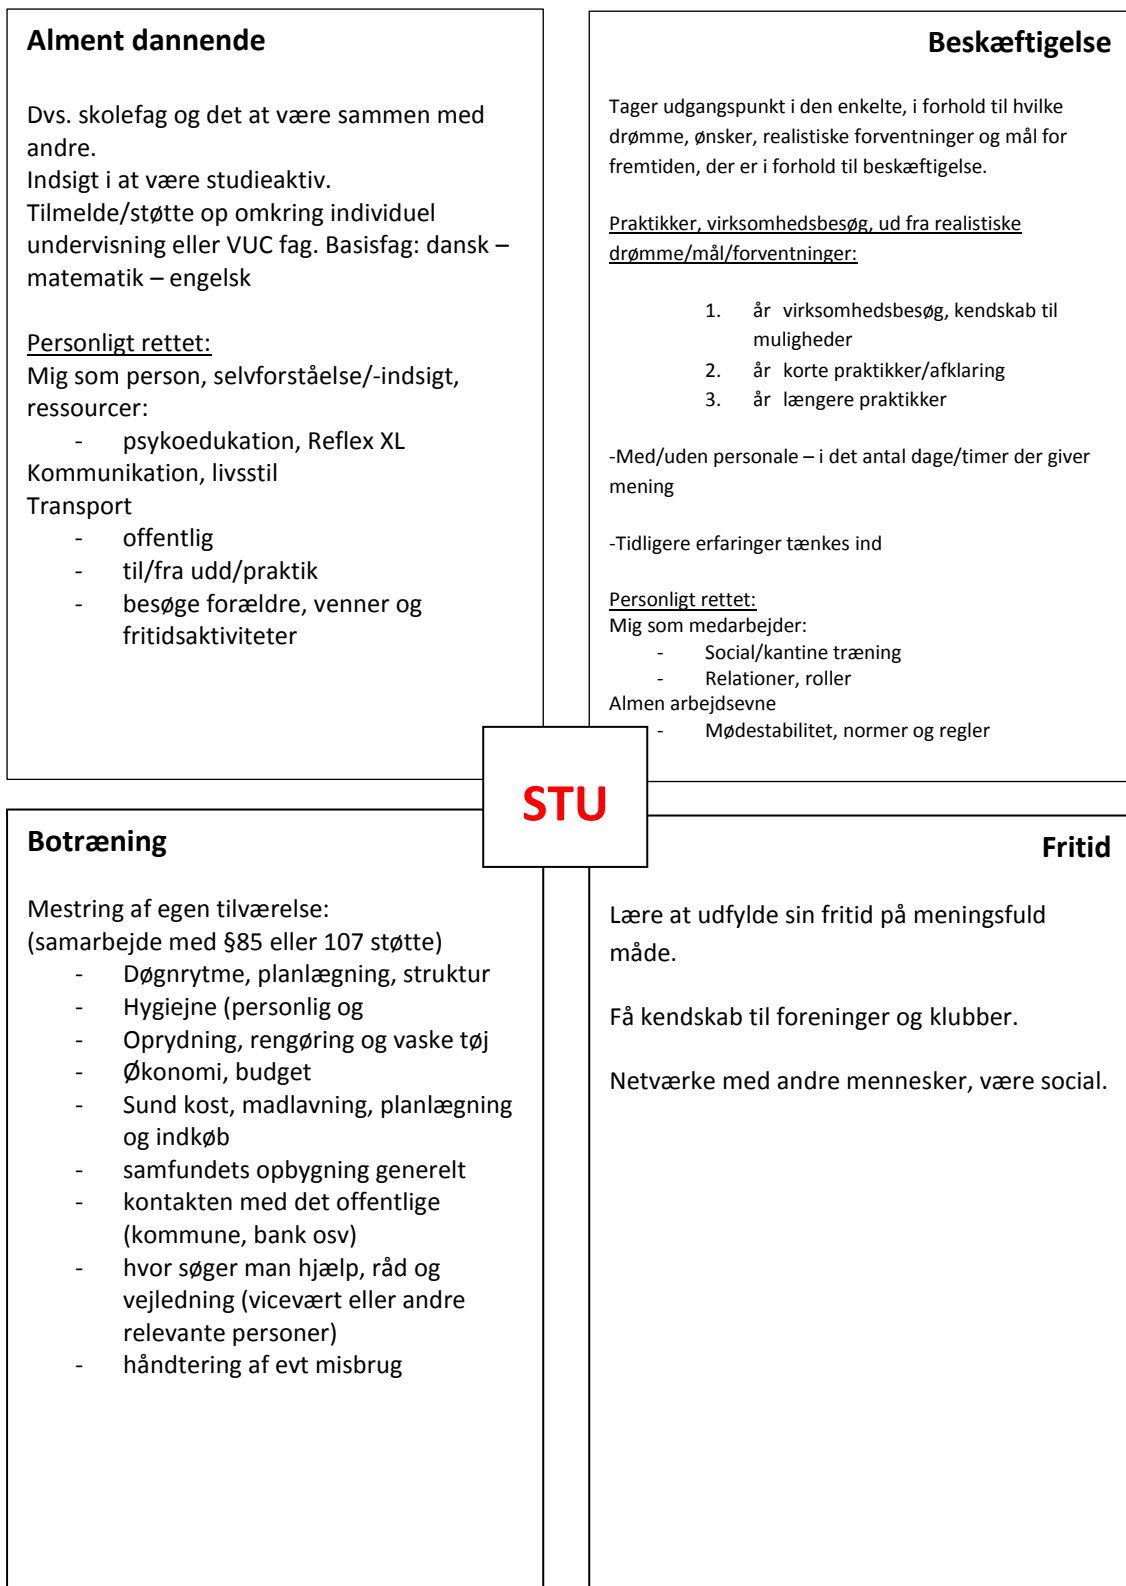 Alment dannende
Dvs. skolefag og det at være sammen med
andre.
Indsigt i at være studieaktiv.
Tilmelde/støtte op omkring individuel
undervisning eller VUC fag. Basisfag: dansk –
matematik – engelsk
Personligt rettet:
Mig som person, selvforståelse/-indsigt,
ressourcer:
- psykoedukation, Reflex XL
Kommunikation, livsstil
Transport
- offentlig
- til/fra udd/praktik
- besøge forældre, venner og
fritidsaktiviteter
Beskæftigelse
Tager udgangspunkt i den enkelte, i forhold til hvilke
drømme, ønsker, realistiske forventninger og mål for
fremtiden, der er i forhold til beskæftigelse.
Praktikker, virksomhedsbesøg, ud fra realistiske
drømme/mål/forventninger:
1. år virksomhedsbesøg, kendskab til
muligheder
2. år korte praktikker/afklaring
3. år længere praktikker
-Med/uden personale – i det antal dage/timer der giver
mening
-Tidligere erfaringer tænkes ind
Personligt rettet:
Mig som medarbejder:
- Social/kantine træning
- Relationer, roller
Almen arbejdsevne
- Mødestabilitet, normer og regler
STU
Botræning
Mestring af egen tilværelse:
(samarbejde med §85 eller 107 støtte)
- Døgnrytme, planlægning, struktur
- Hygiejne (personlig og
- Oprydning, rengøring og vaske tøj
- Økonomi, budget
- Sund kost, madlavning, planlægning
og indkøb
- samfundets opbygning generelt
- kontakten med det offentlige
(kommune, bank osv)
- hvor søger man hjælp, råd og
vejledning (vicevært eller andre
relevante personer)
- håndtering af evt misbrug
Fritid
Lære at udfylde sin fritid på meningsfuld
måde.
Få kendskab til foreninger og klubber.
Netværke med andre mennesker, være social.